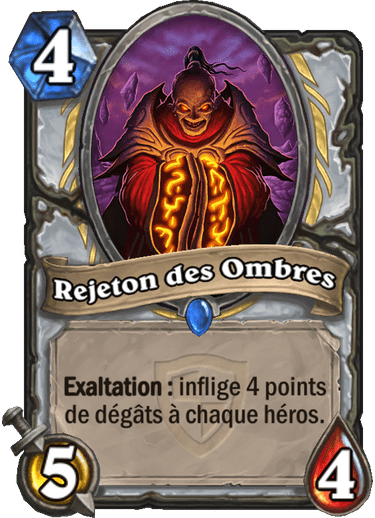 4
Rejeton des Ombres
Exaltation : inflige 4 points
de dégâts à chaque héros.
5
4